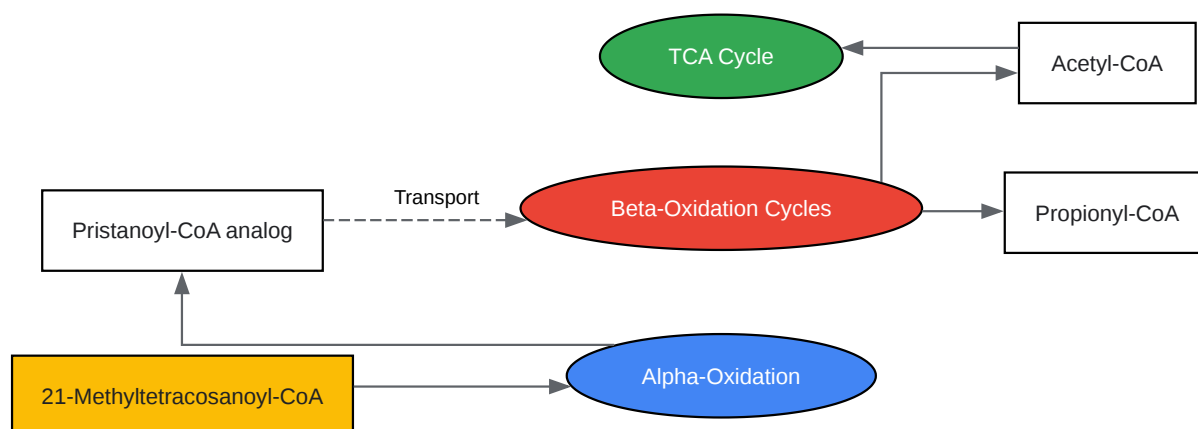 TCA Cycle
Acetyl-CoA
Transport
Beta-Oxidation Cycles
Propionyl-CoA
Pristanoyl-CoA analog
21-Methyltetracosanoyl-CoA
Alpha-Oxidation